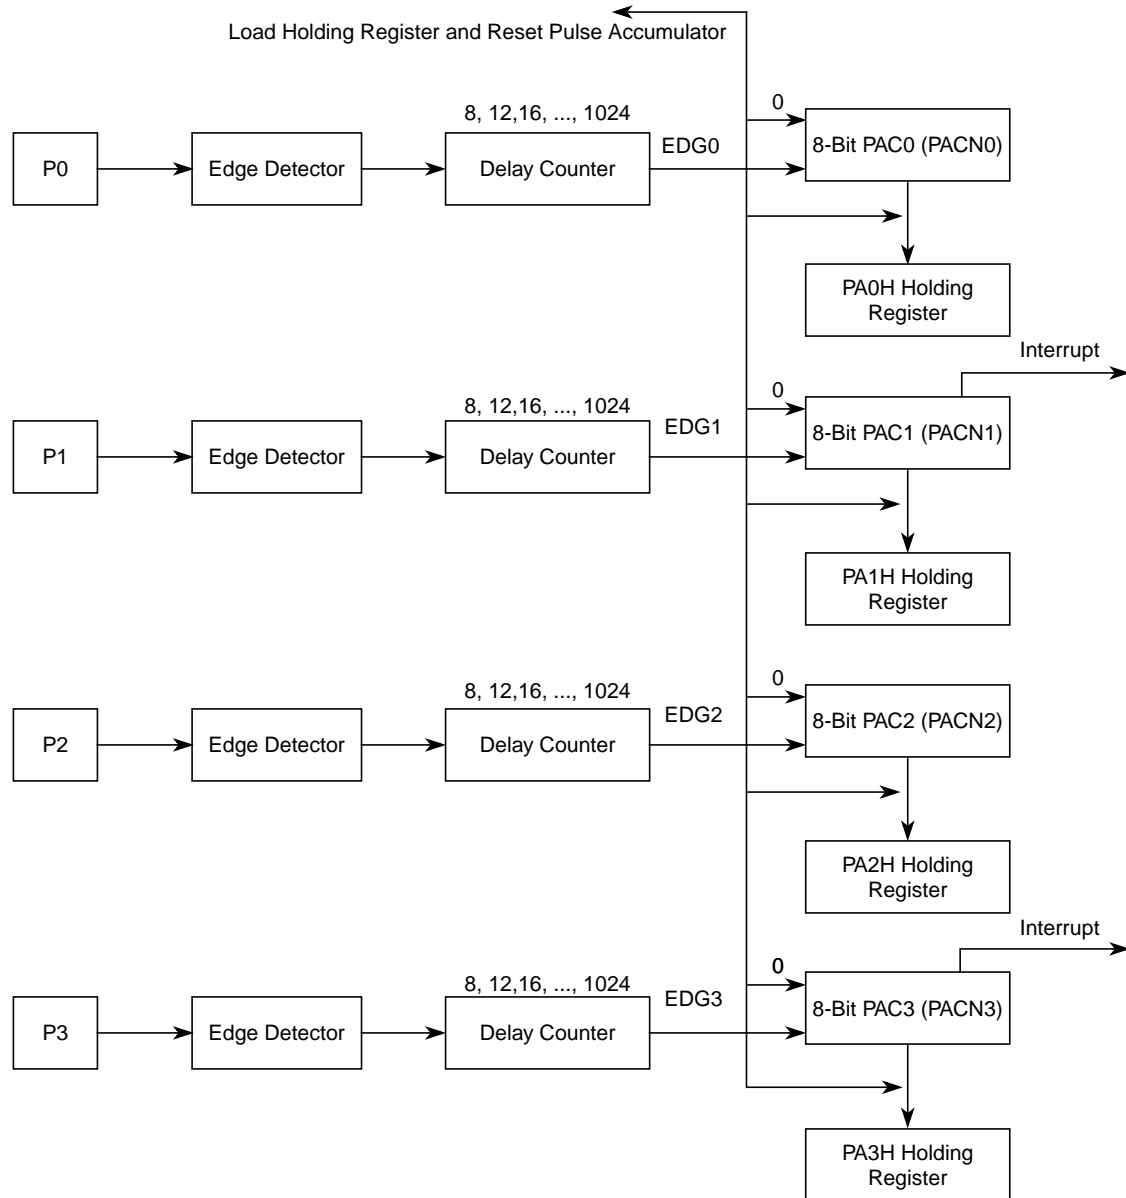 Load Holding Register and Reset Pulse Accumulator
0
8, 12,16, ..., 1024
EDG0
P0
Edge Detector
Delay Counter
8-Bit PAC0 (PACN0)
PA0H Holding
Register
Interrupt
0
8, 12,16, ..., 1024
EDG1
P1
Edge Detector
Delay Counter
8-Bit PAC1 (PACN1)
PA1H Holding
Register
0
8, 12,16, ..., 1024
EDG2
P2
Edge Detector
Delay Counter
8-Bit PAC2 (PACN2)
PA2H Holding
Register
Interrupt
0
8, 12,16, ..., 1024
EDG3
P3
Edge Detector
Delay Counter
8-Bit PAC3 (PACN3)
PA3H Holding
Register